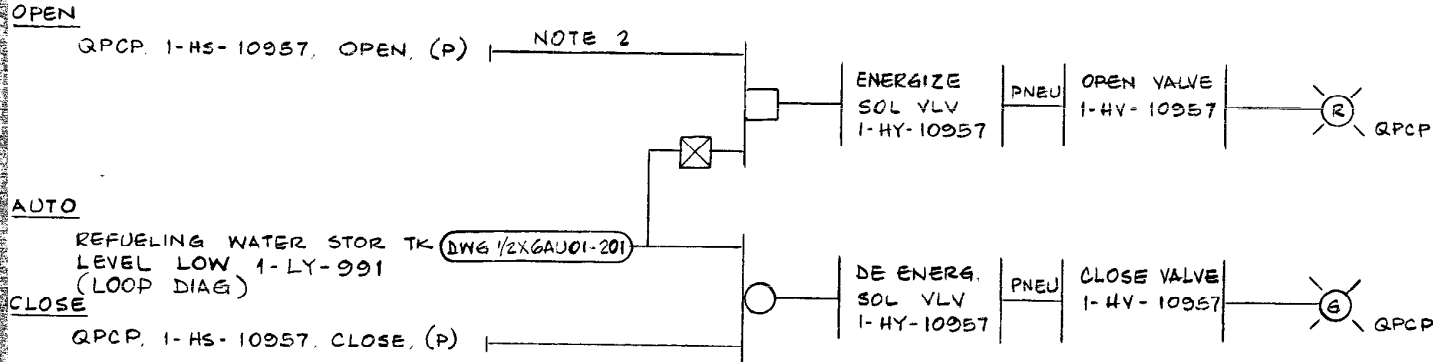 OPEN
QPCP. 1-HS-10957, OPEN, (P)
NOTE 2
ENERGIZE
SOL VLV
1-HY-10957
PNEU
OPEN VALVE
1-HV-10957
R
QPCP
AUTO
REFUELING WATER STOR TK
LEVEL LOW 1-LY-991
(LOOP DIAG)
DWG 1/2X6AU01-201
CLOSE
QPCP, 1-HS-10957. CLOSE, (P)
DE ENERG.
SOL VLV
1-HY-10957
PNEU
CLOSE VALVE
1-HV-10957
G
QPCP